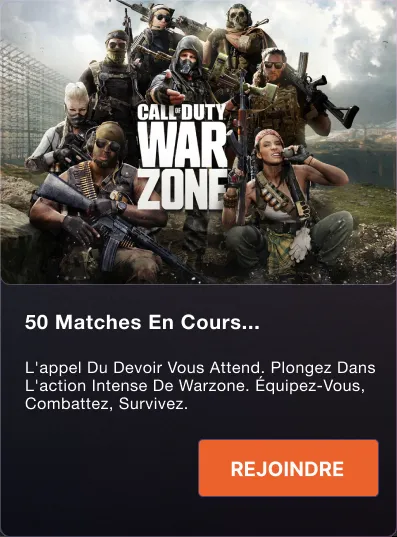 CALL OF DUTY
WAR
ZONE
50 Matches En Cours...
L'appel Du Devoir Vous Attend. Plongez Dans
L'action Intense De Warzone. Équipez-Vous,
Combattez, Survivez.
REJOINDRE